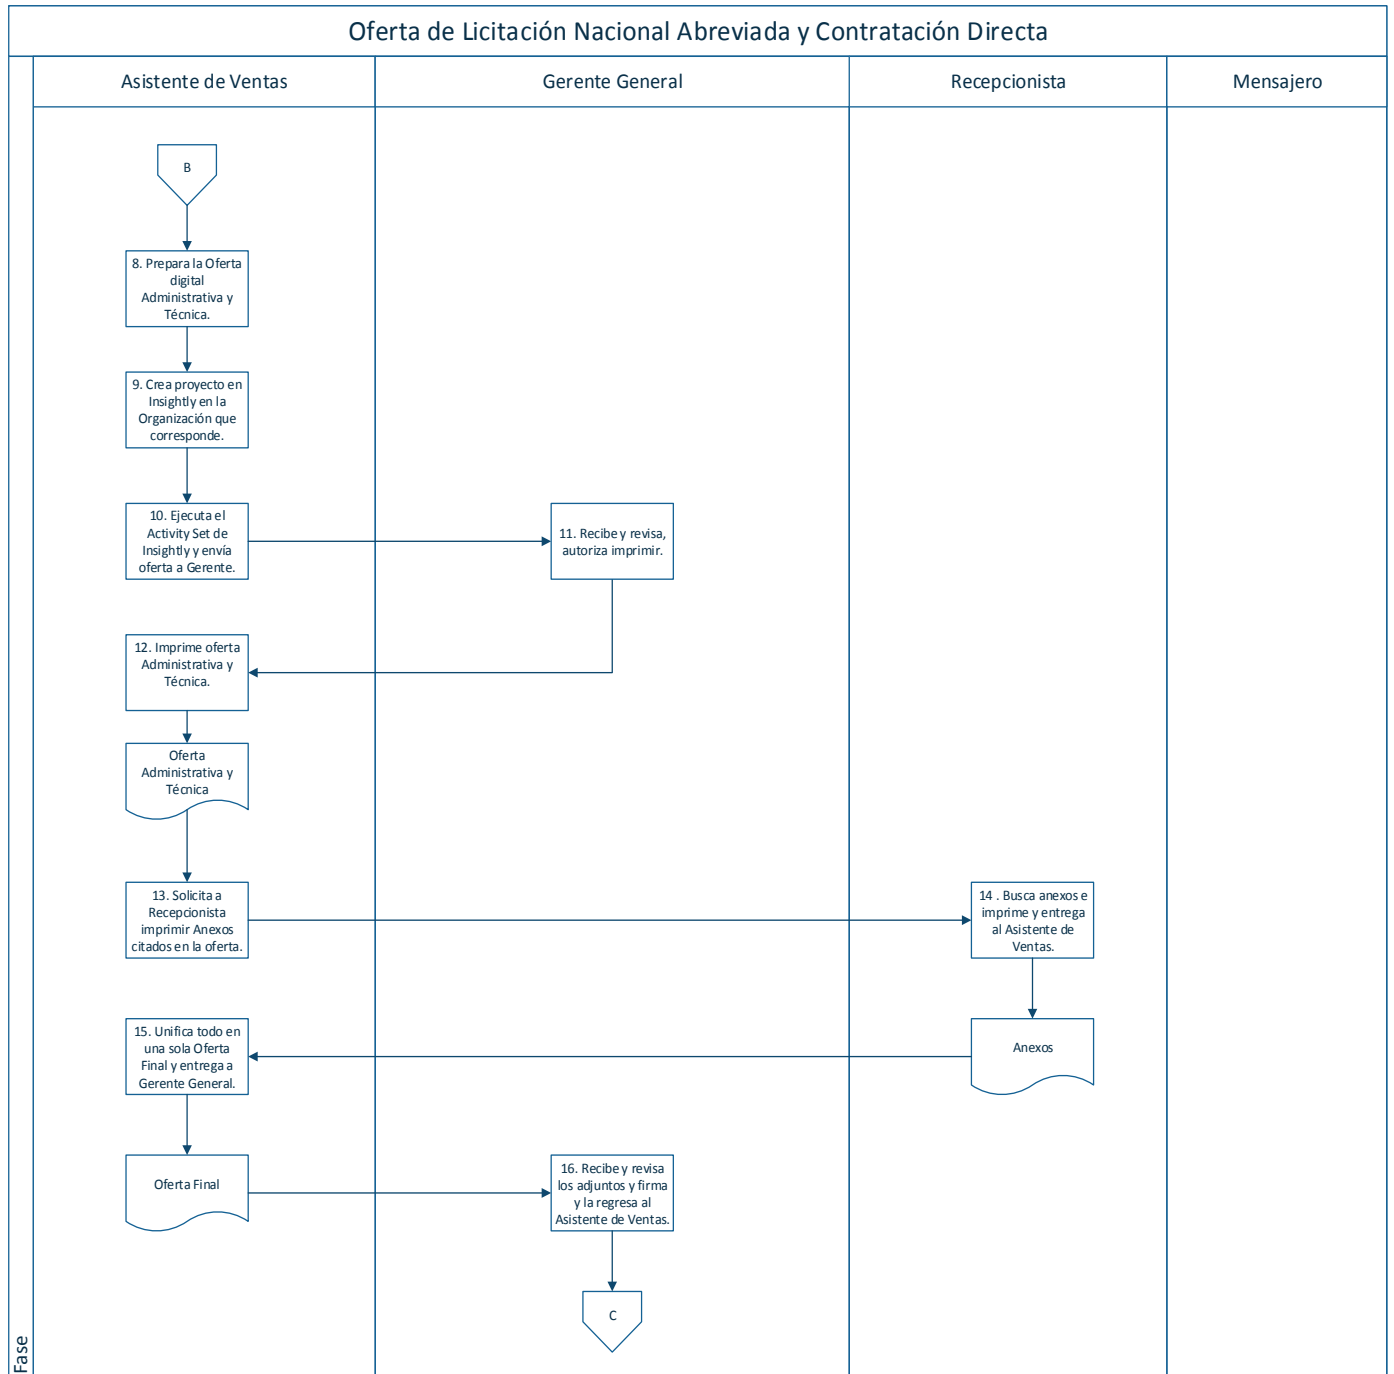 Oferta de Licitación Nacional Abreviada y Contratación Directa
Asistente de Ventas
Gerente General
Recepcionista
Mensajero
B
8. Prepara la Oferta
digital
Administrativa y
Técnica.
9. Crea proyecto en
Insightly en la
Organización que
corresponde.
10. Ejecuta el
Activity Set de
Insightly y envía
oferta a Gerente.
11. Recibe y revisa,
autoriza imprimir.
12. Imprime oferta
Administrativa y
Técnica.
Oferta
Administrativa y
Técnica
13. Solicita a
Recepcionista
imprimir Anexos
citados en la oferta.
14 . Busca anexos e
imprime y entrega
al Asistente de
Ventas.
15. Unifica todo en
una sola Oferta
Final y entrega a
Gerente General.
Anexos
Oferta Final
16. Recibe y revisa
los adjuntos y firma
y la regresa al
Asistente de Ventas.
C
Fase